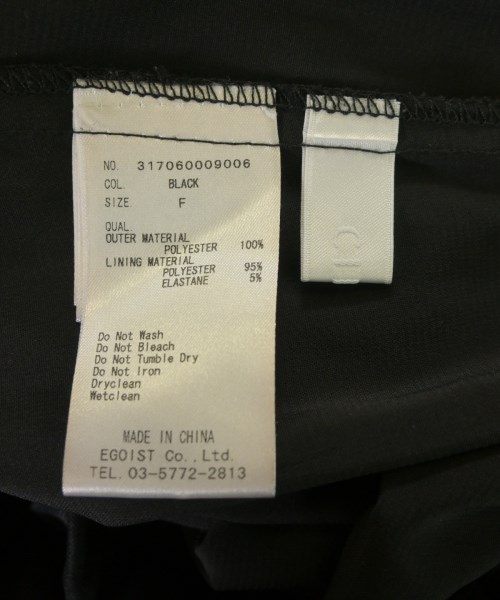 NO. 317060009006
COL. BLACK
SIZE F
QUAL.
OUTER MATERIAL
POLYESTER 100%
LINING MATERIAL
POLYESTER 95%
ELASTANE 5%
Do Not Wash
Do Not Bleach
Do Not Tumble Dry
Do Not Iron
Dryclean
Wetclean
MADE IN CHINA
EGOIST Co.,Ltd.
TEL. 03-5772-2813